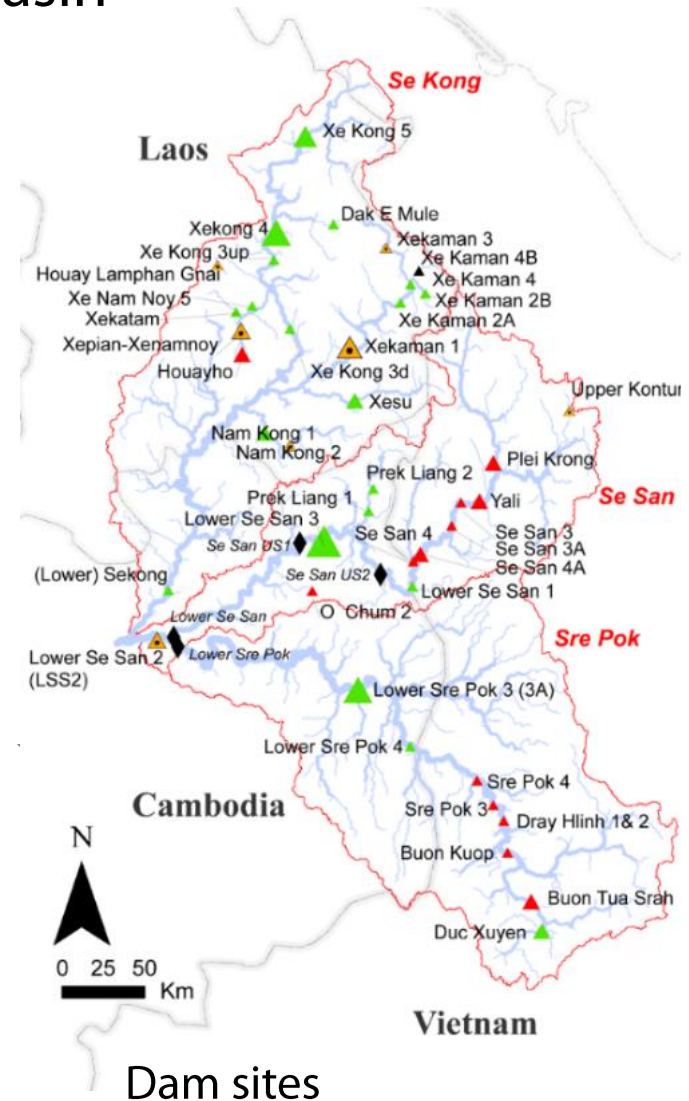 Se Kong
Xe Kong 5
Laos
Dak E Mule
Xekong 4
Xekaman 3
Xe Kong 3up
Xe Kaman 4B
Houay Lamphan Gnai
Xe Kaman 4
Xe Nam Noy 5
Xe Kaman 2B
Xekatam
Xe Kaman 2A
Xepian-Xenamnoy
Xekaman 1
Houayho
Xe Kong 3d
Upper Kontur
Xesu
Nam Kong 1
Nam Kong 2
Plei Krong
Prek Liang 2
Prek Liang 1
Yali
Se San
Lower Se San 3
Se San 4
Se San 3
Se San US1
Se San 3A
Se San 4A
(Lower) Sekong
Se San US2
Lower Se San 1
Lower Se San
O Chum 2
Sre Pok
Lower Se San 2
(LSS2)
Lower Sre Pok
Lower Sre Pok 3 (3A)
Lower Sre Pok 4
Sre Pok 4
Cambodia
Sre Pok 3
Dray Hlinh 1& 2
N
Buon Kuop
Buon Tua Srah
Duc Xuyen
0 25 50
Km
Vietnam
Dam sites